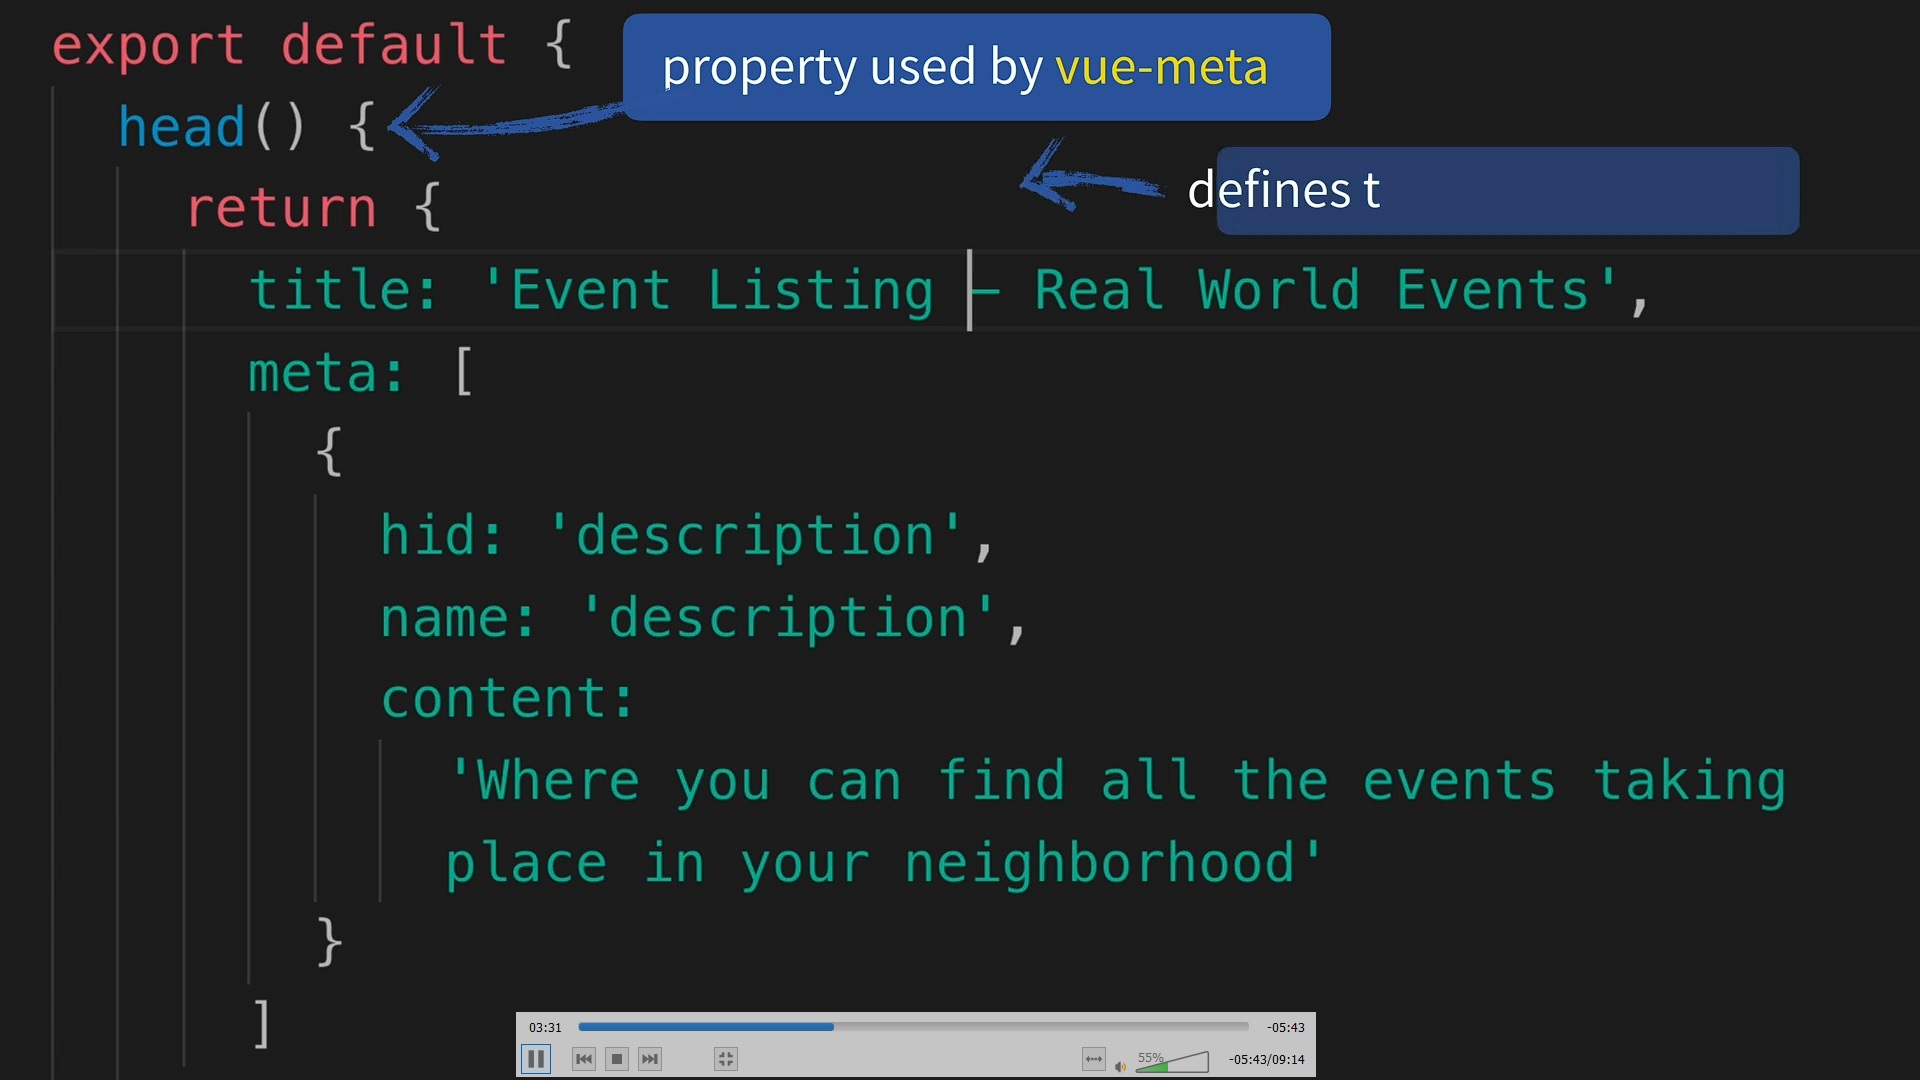 export default {
property used by vue-meta
head() {
defines t
return {
title: 'Event Listing – Real World Events',
meta: [
{
hid: 'description',
name: 'description',
content:
'Where you can find all the events taking
place in your neighborhood'
}
]
03:31
-05:43
55%
-05:43/09:14